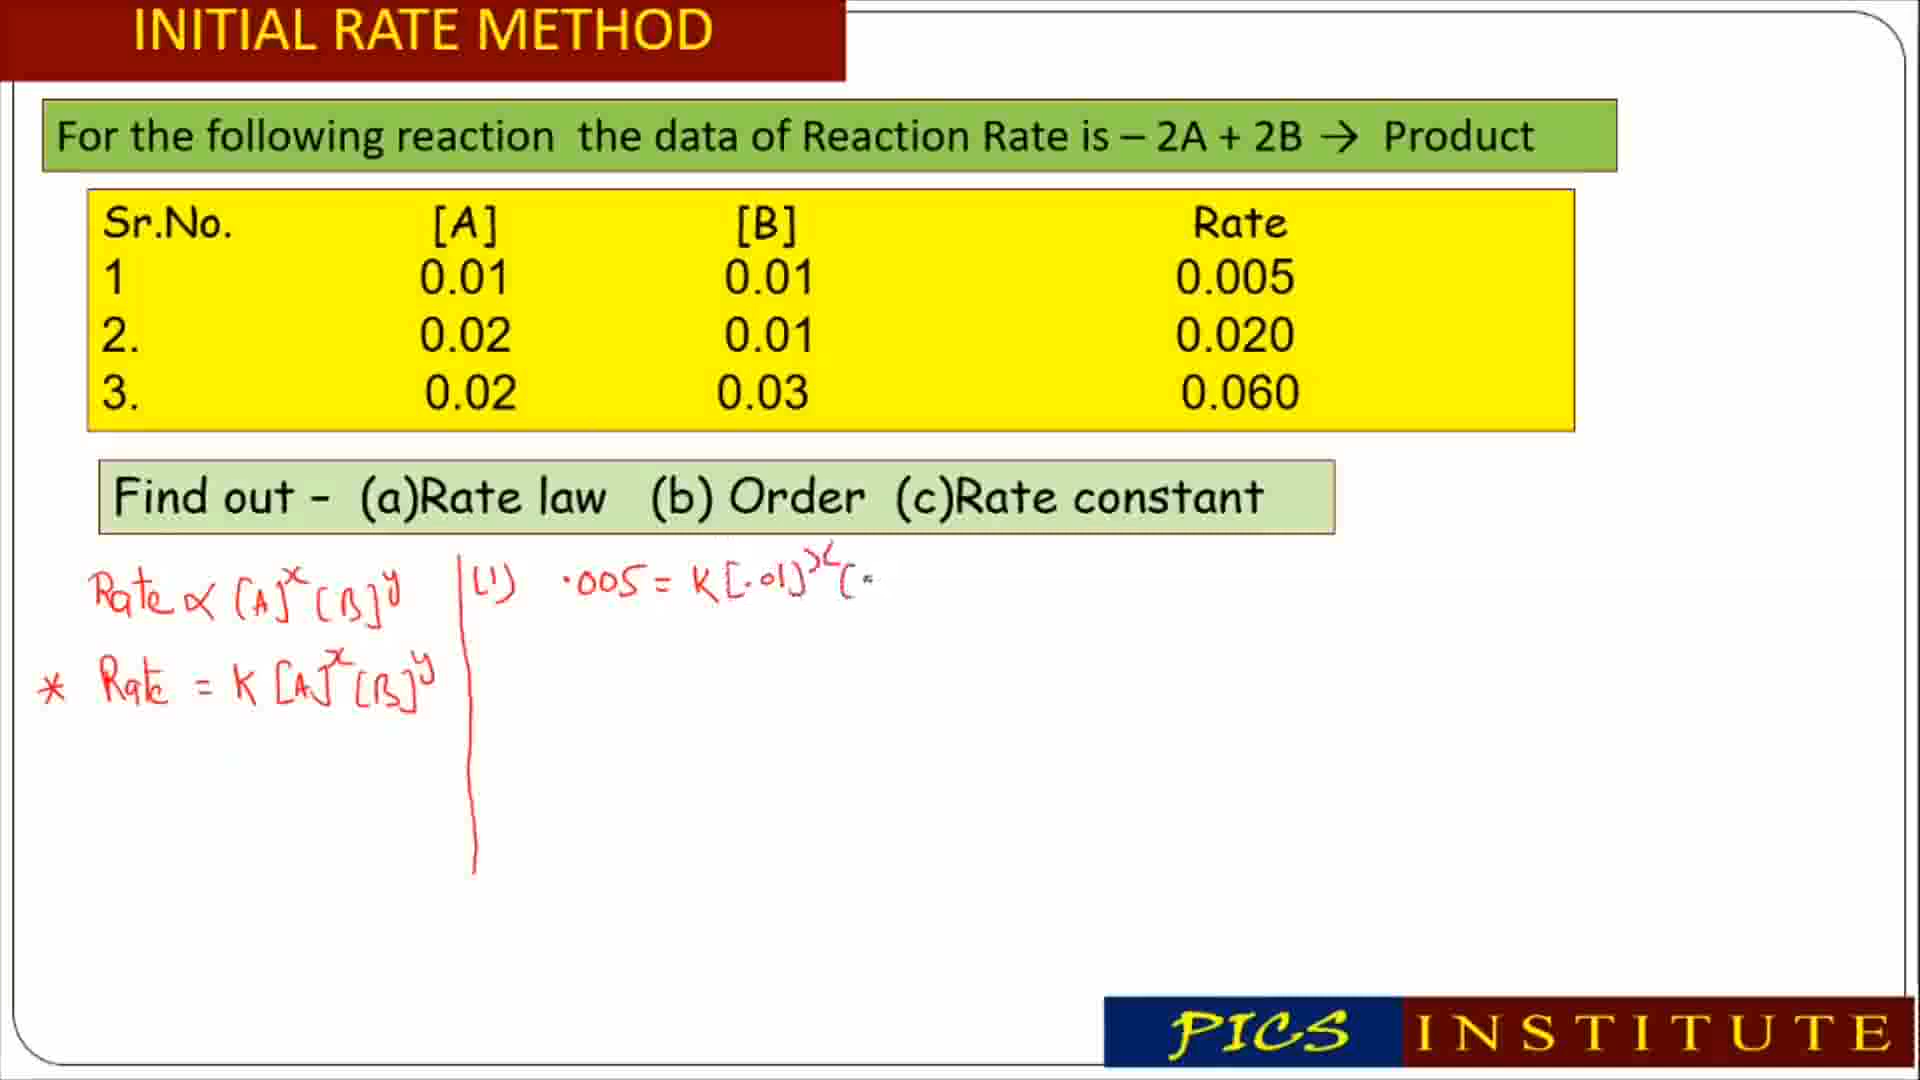 INITIAL RATE METHOD
For the following reaction the data of Reaction Rate is – 2A + 2B → Product
Sr.No. [A] [B] Rate
1 0.01 0.01 0.005
2. 0.02 0.01 0.020
3. 0.02 0.03 0.060
Find out – (a)Rate law (b) Order (c)Rate constant
Rate ∝ [A]^x [B]^y
* Rate = K [A]^x [B]^y
(1) .005 = K [.01]^x [.
PICS INSTITUTE